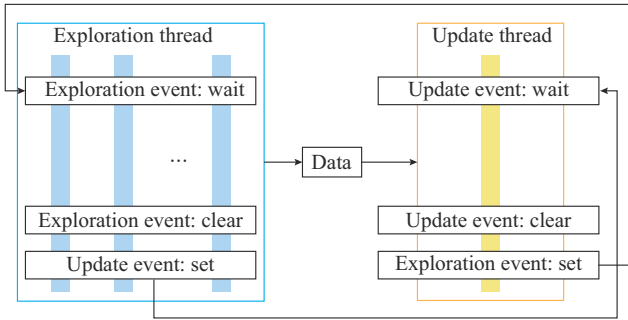 Exploration thread
Exploration event: wait
...
Exploration event: clear
Update event: set
Data
Update thread
Update event: wait
Update event: clear
Exploration event: set